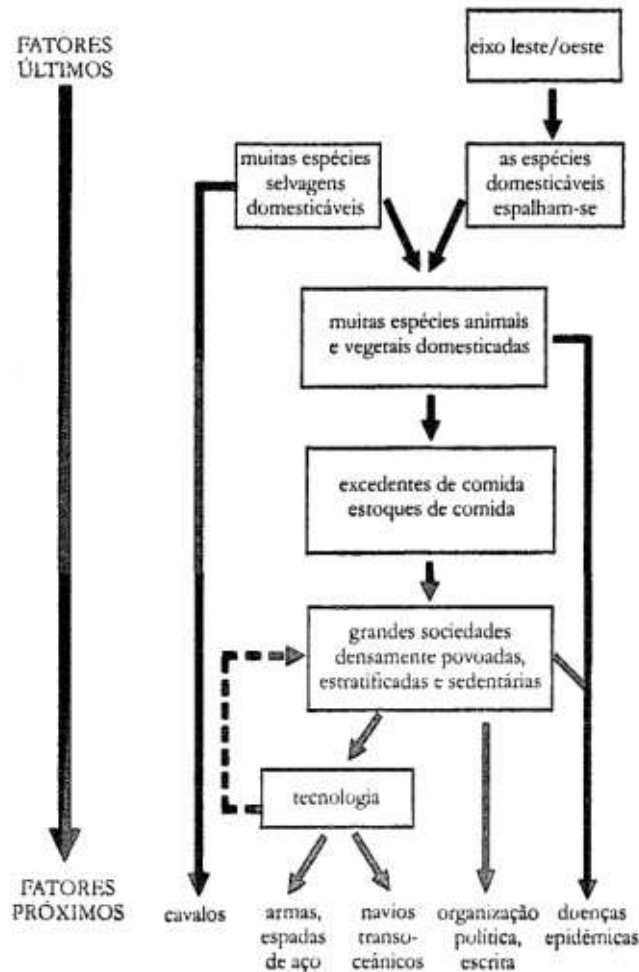 FATORES
ÚLTIMOS
eixo leste/oeste
muitas espécies
selvagens
domesticáveis
as espécies
domesticáveis
espalham-se
muitas espécies animais
e vegetais domesticadas
excedentes de comida
estoques de comida
grandes sociedades
densamente povoadas,
estratificadas e sedentárias
tecnologia
FATORES
PRÓXIMOS
cavalos
armas,
espadas
de aço
navios
transo-
ceánicos
organização
política,
escrita
doenças
epidêmicas